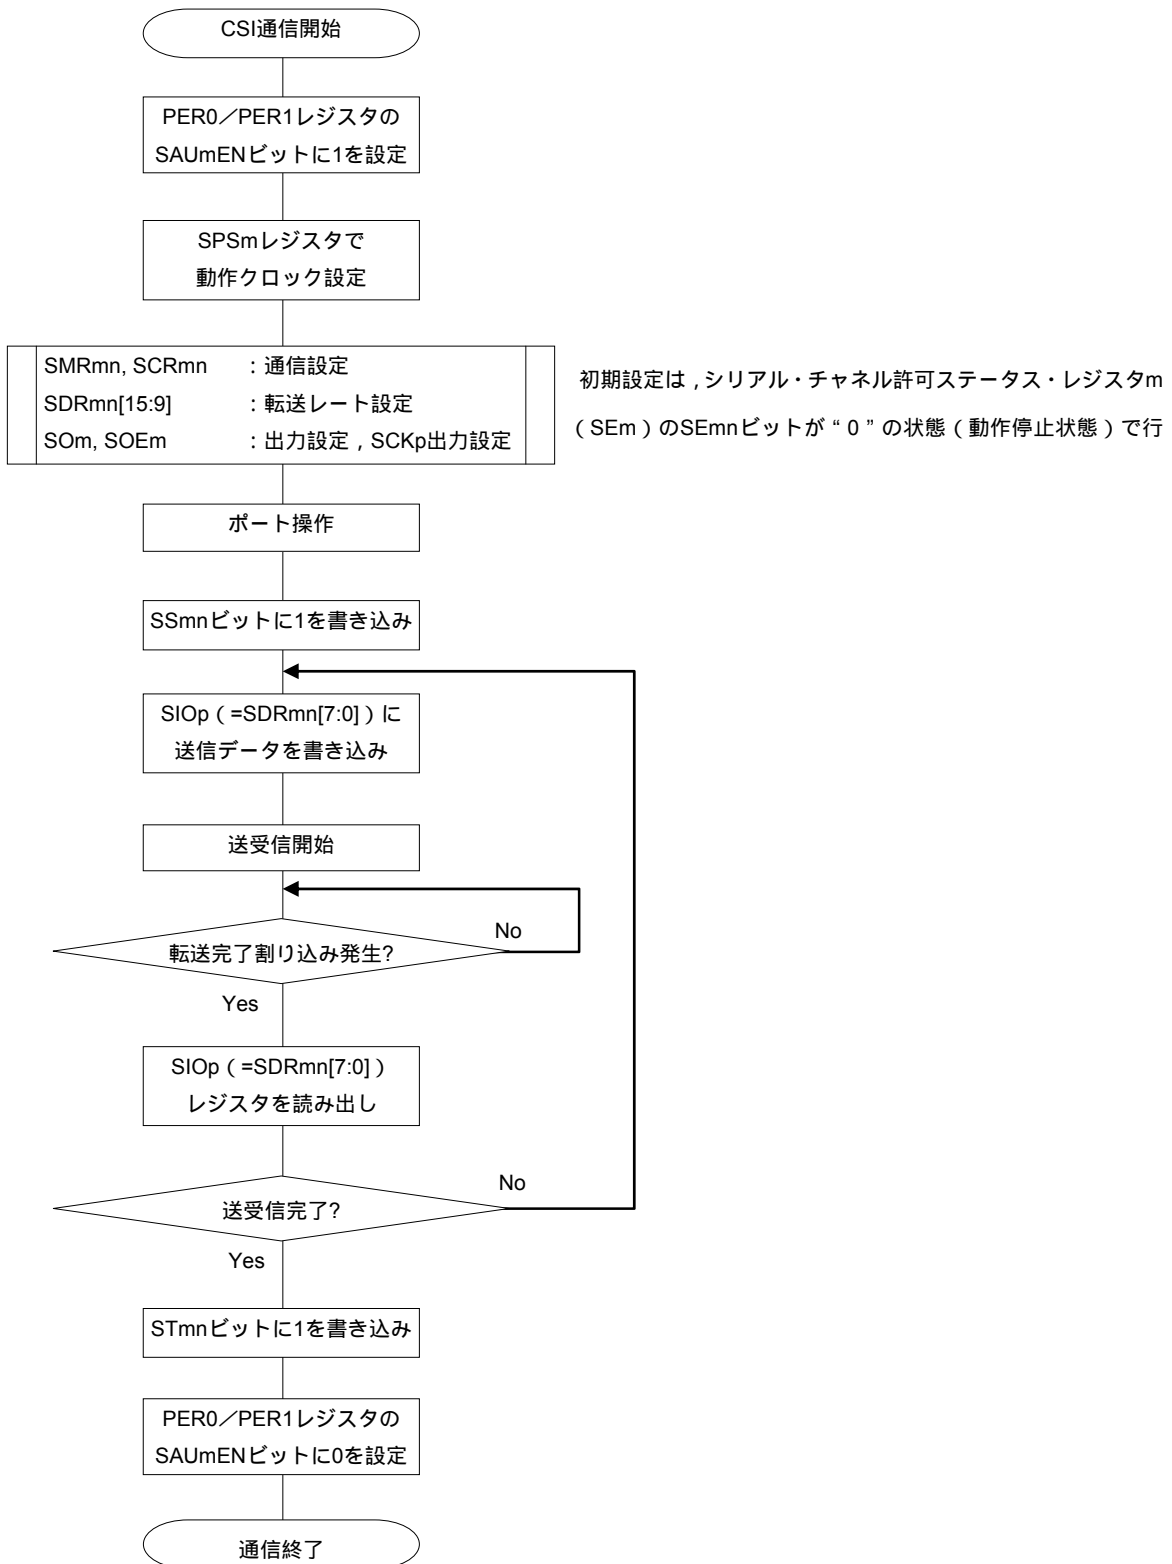 CSI通信開始
PER0／PER1レジスタの
SAUmENビットに1を設定
SPSmレジスタで
動作クロック設定
SMRmn, SCRmn ：通信設定
SDRmn[15:9] ：転送レート設定
SOm, SOEm ：出力設定，SCKp出力設定
初期設定は，シリアル・チャネル許可ステータス・レジスタm
（SEm）のSEmnビットが“0”の状態（動作停止状態）で行
ポート操作
SSmnビットに1を書き込み
SIOp（=SDRmn[7:0]）に
送信データを書き込み
送受信開始
No
転送完了割り込み発生?
Yes
SIOp（=SDRmn[7:0]）
レジスタを読み出し
No
送受信完了?
Yes
STmnビットに1を書き込み
PER0／PER1レジスタの
SAUmENビットに0を設定
通信終了